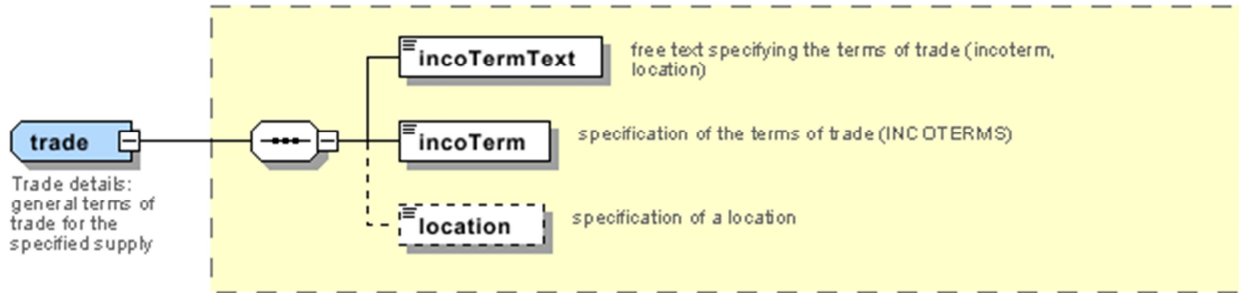 incoTermText
free text specifying the terms of trade (incoterm,
location)
trade
incoTerm
specification of the terms of trade (INCOTERMS)
Trade details:
general terms of
trade for the
specified supply
location
specification of a location